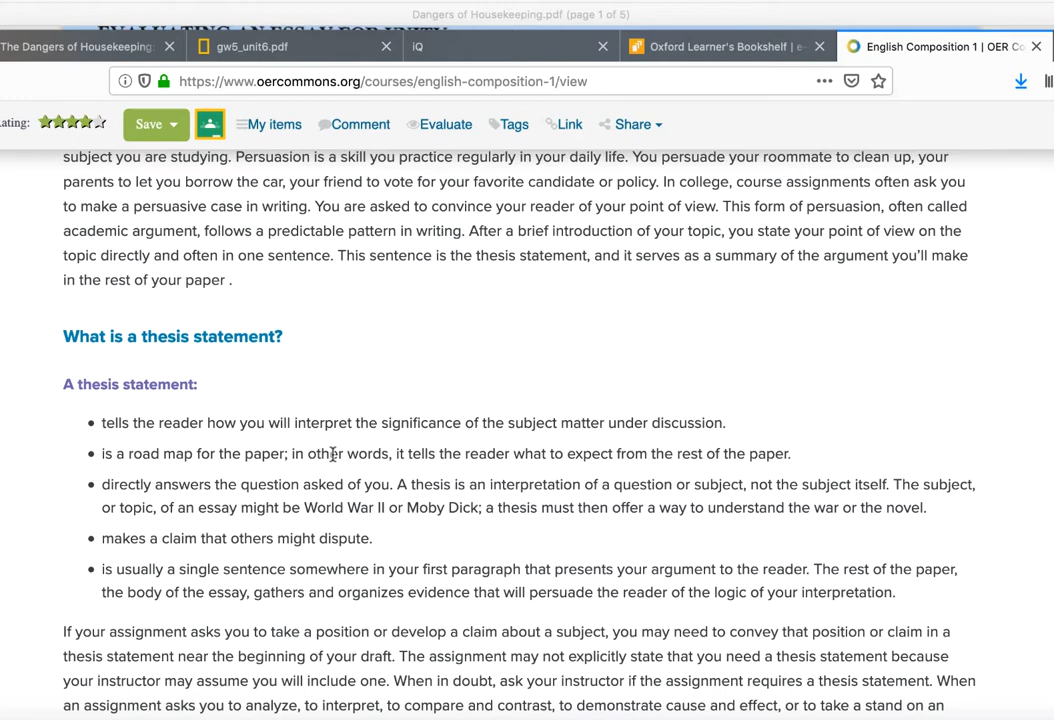 Dangers of Housekeeping.pdf (page 1 of 5)
The Dangers of Housekeeping:
gw5_unit6.pdf
IQ
Oxford Learner's Bookshelf | e-
English Composition 1 | OER Co
https://www.oercommons.org/courses/english-composition-1/view
ating:
Save
My items
Comment
Evaluate
Tags
Link
Share
subject you are studying. Persuasion is a skill you practice regularly in your daily life. You persuade your roommate to clean up, your
parents to let you borrow the car, your friend to vote for your favorite candidate or policy. In college, course assignments often ask you
to make a persuasive case in writing. You are asked to convince your reader of your point of view. This form of persuasion, often called
academic argument, follows a predictable pattern in writing. After a brief introduction of your topic, you state your point of view on the
topic directly and often in one sentence. This sentence is the thesis statement, and it serves as a summary of the argument you'll make
in the rest of your paper .
What is a thesis statement?
A thesis statement:
• tells the reader how you will interpret the significance of the subject matter under discussion.
• is a road map for the paper; in other words, it tells the reader what to expect from the rest of the paper.
• directly answers the question asked of you. A thesis is an interpretation of a question or subject, not the subject itself. The subject,
or topic, of an essay might be World War II or Moby Dick; a thesis must then offer a way to understand the war or the novel.
• makes a claim that others might dispute.
• is usually a single sentence somewhere in your first paragraph that presents your argument to the reader. The rest of the paper,
the body of the essay, gathers and organizes evidence that will persuade the reader of the logic of your interpretation.
If your assignment asks you to take a position or develop a claim about a subject, you may need to convey that position or claim in a
thesis statement near the beginning of your draft. The assignment may not explicitly state that you need a thesis statement because
your instructor may assume you will include one. When in doubt, ask your instructor if the assignment requires a thesis statement. When
an assignment asks you to analyze, to interpret, to compare and contrast, to demonstrate cause and effect, or to take a stand on an